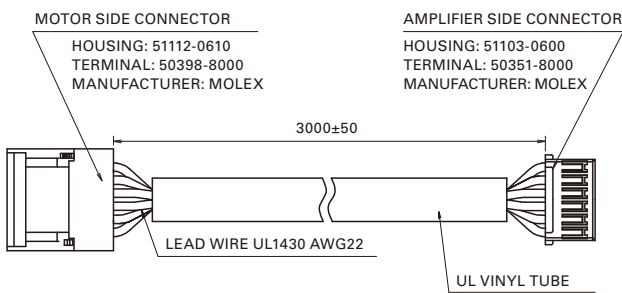 MOTOR SIDE CONNECTOR
HOUSING: 51112-0610
TERMINAL: 50398-8000
MANUFACTURER: MOLEX
AMPLIFIER SIDE CONNECTOR
HOUSING: 51103-0600
TERMINAL: 50351-8000
MANUFACTURER: MOLEX
3000±50
LEAD WIRE UL1430 AWG22
UL VINYL TUBE